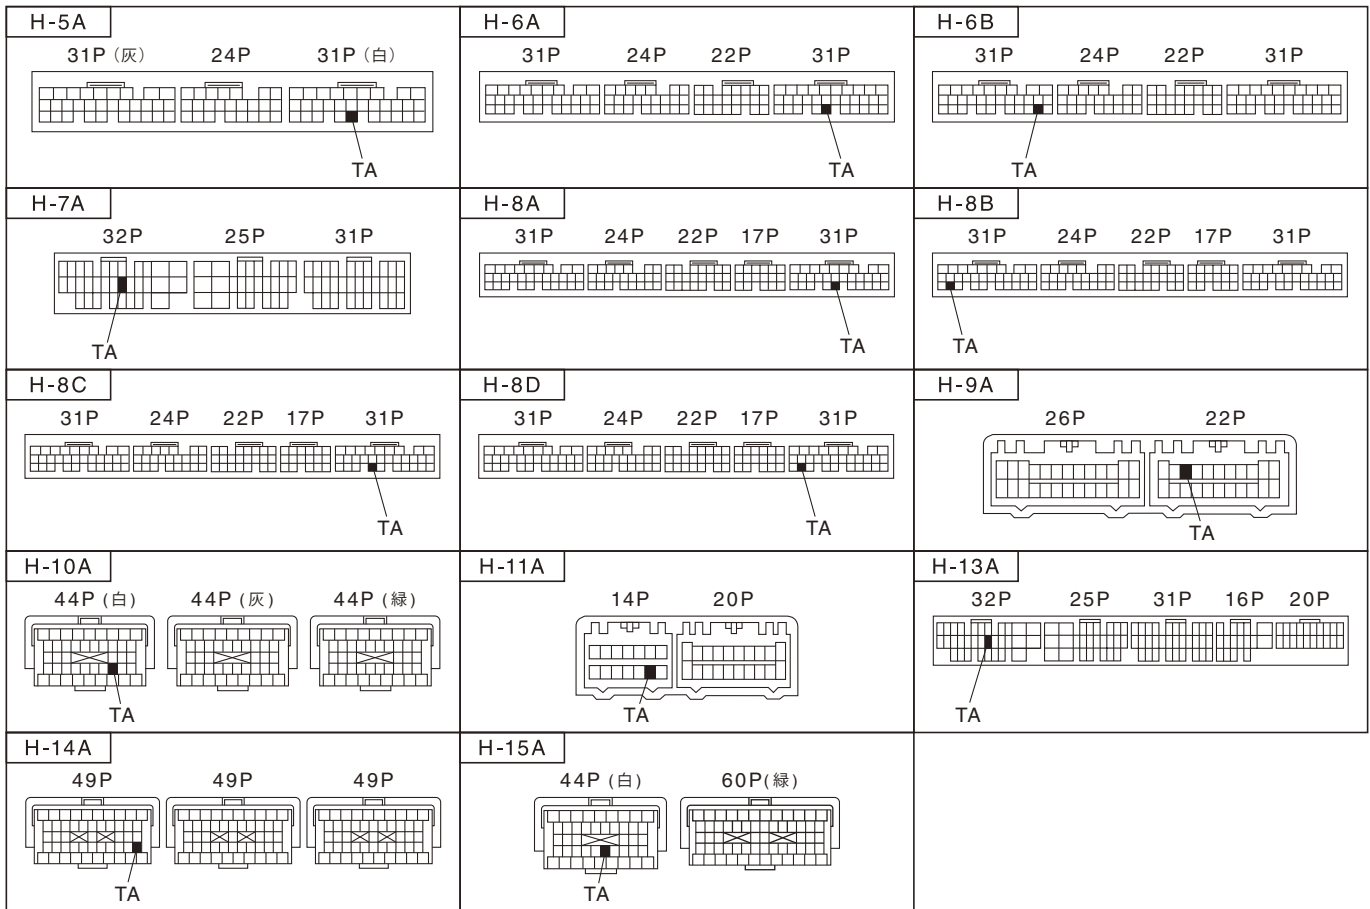 H-5A
31P (灰) 24P 31P (白)
TA
H-6A
31P 24P 22P 31P
TA
H-6B
31P 24P 22P 31P
TA
H-7A
32P 25P 31P
TA
H-8A
31P 24P 22P 17P 31P
TA
H-8B
31P 24P 22P 17P 31P
TA
H-8C
31P 24P 22P 17P 31P
TA
H-8D
31P 24P 22P 17P 31P
TA
H-9A
26P 22P
TA
H-10A
44P (白) 44P (灰) 44P (緑)
TA
H-11A
14P 20P
TA
H-13A
32P 25P 31P 16P 20P
TA
H-14A
49P 49P 49P
TA
H-15A
44P (白) 60P(緑)
TA